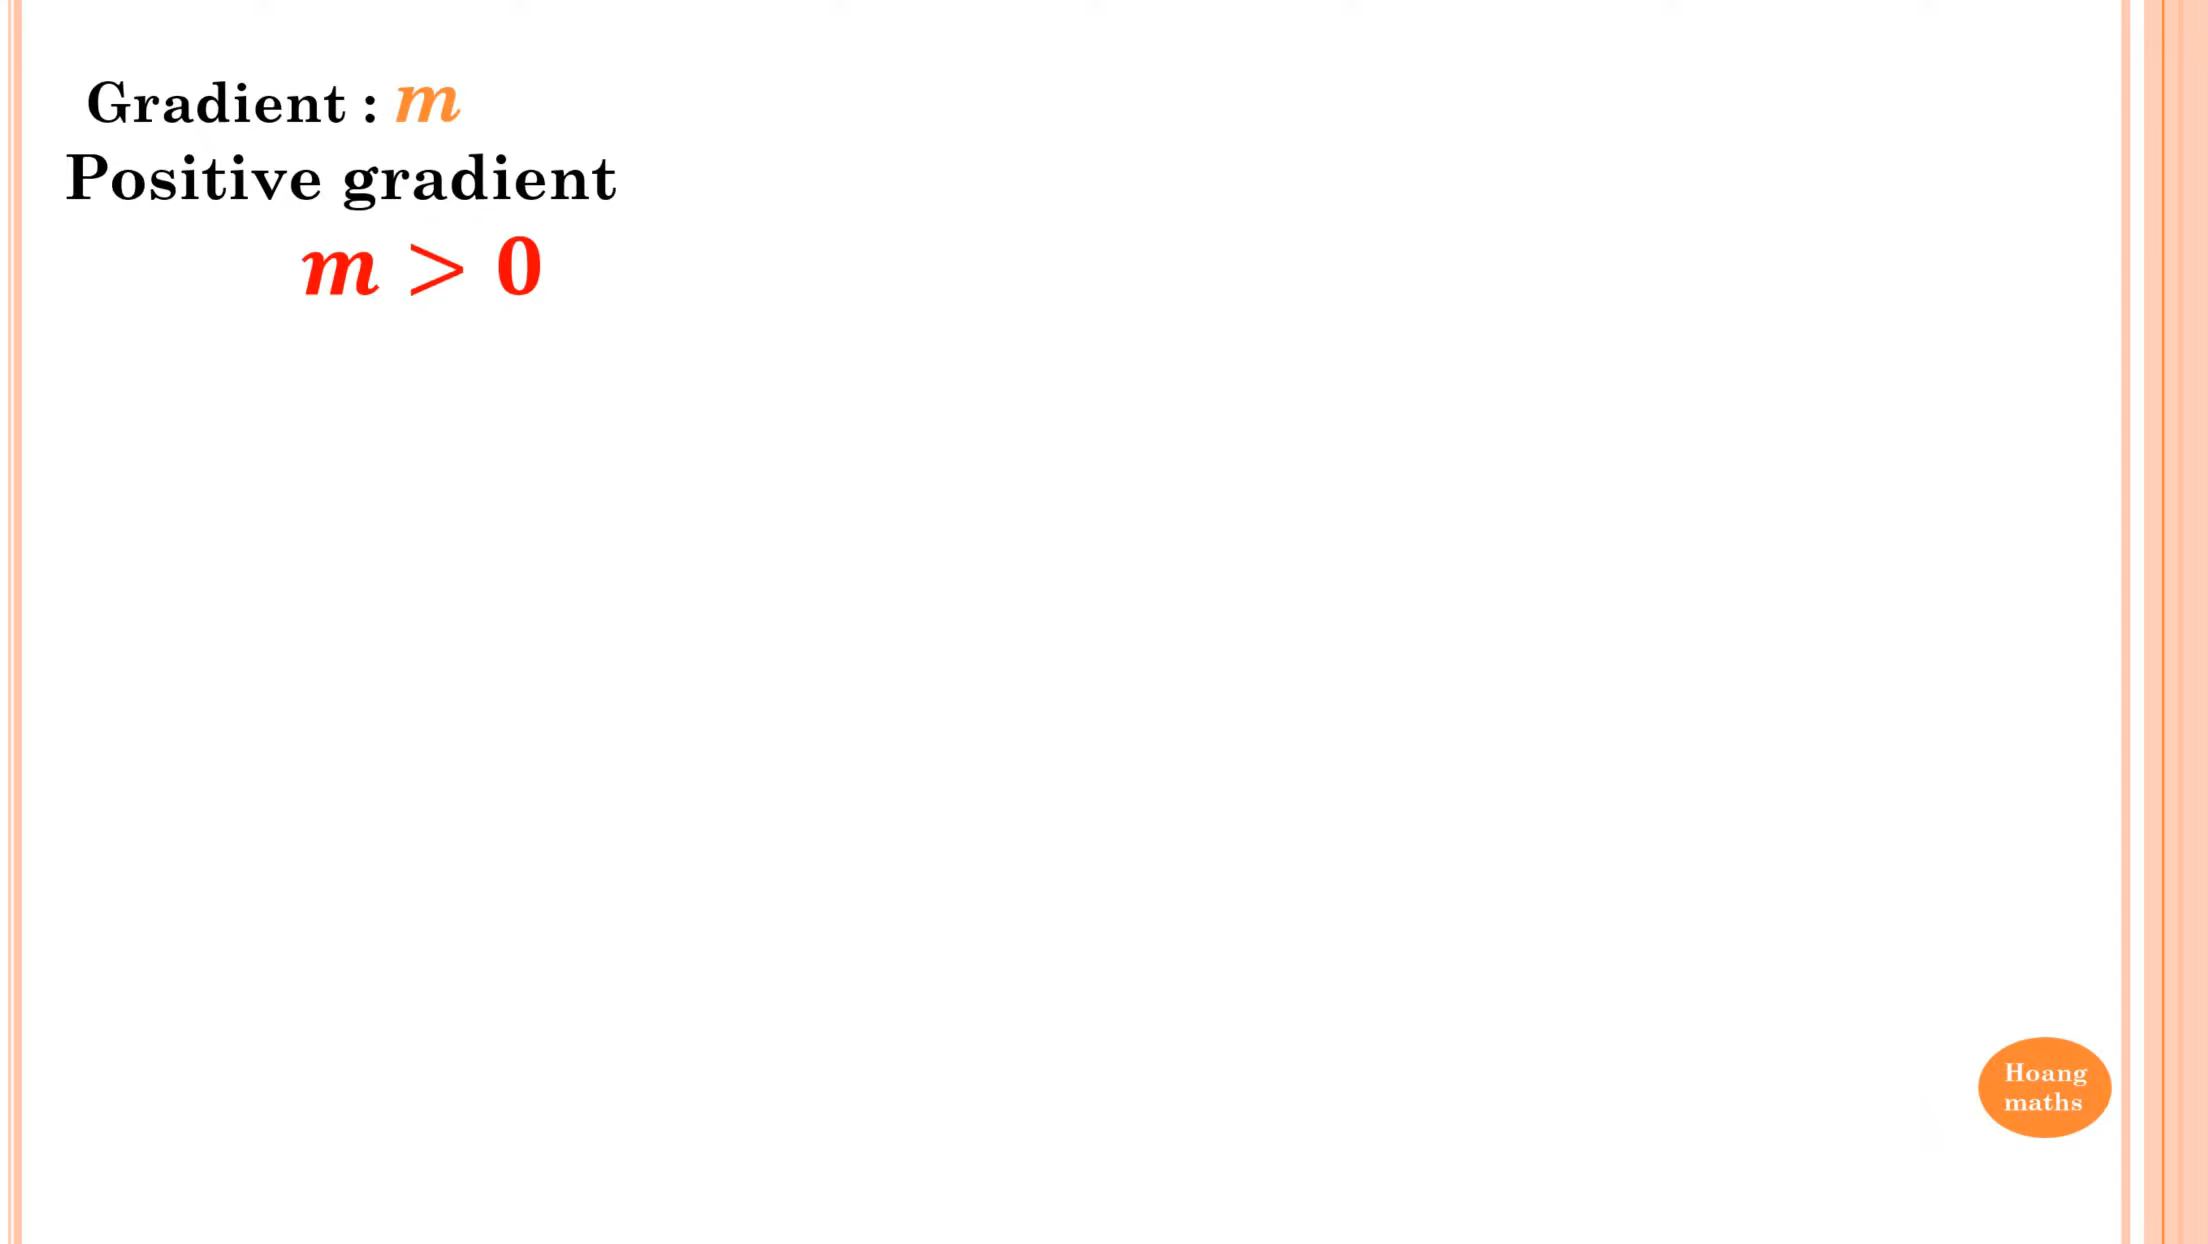 Gradient : m
Positive gradient
m > 0
Hoang
maths